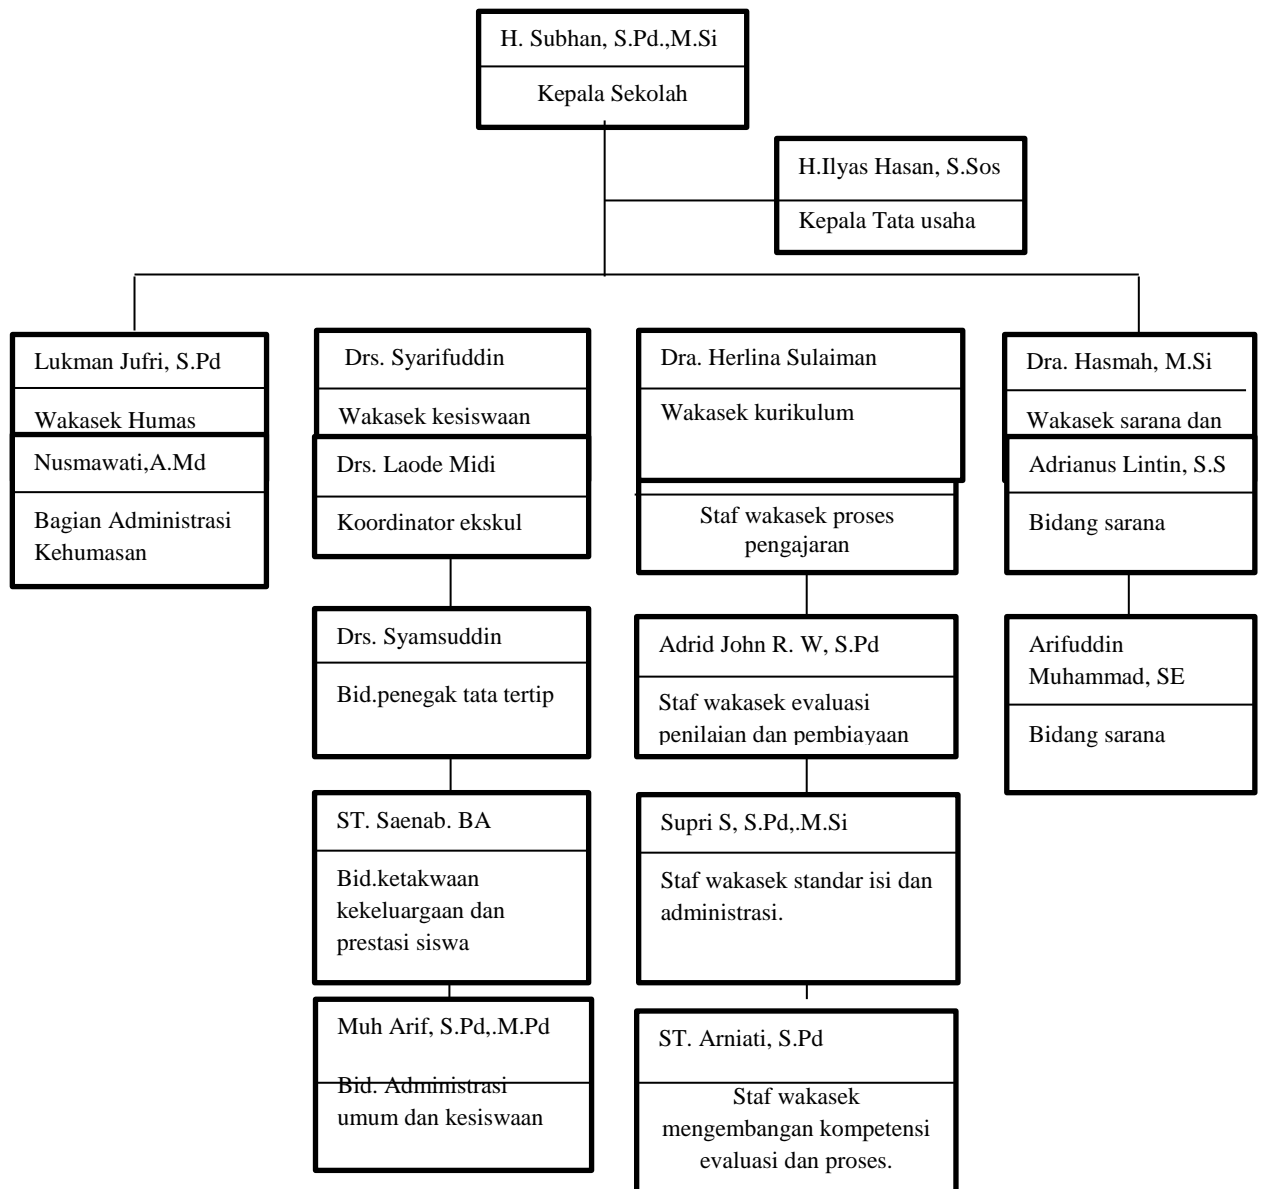 H. Subhan, S.Pd.,M.Si
Kepala Sekolah
H.Ilyas Hasan, S.Sos
Kepala Tata usaha
Lukman Jufri, S.Pd
Wakasek Humas
Nusmawati,A.Md
Bagian Administrasi
Kehumasan
Drs. Syarifuddin
Wakasek kesiswaan
Drs. Laode Midi
Koordinator ekskul
Drs. Syamsuddin
Bid.penegak tata tertip
ST. Saenab. BA
Bid.ketakwaan
kekeluargaan dan
prestasi siswa
Muh Arif, S.Pd,.M.Pd
Bid. Administrasi
umum dan kesiswaan
Dra. Herlina Sulaiman
Wakasek kurikulum
Staf wakasek proses
pengajaran
Adrid John R. W, S.Pd
Staf wakasek evaluasi
penilaian dan pembiayaan
Supri S, S.Pd,.M.Si
Staf wakasek standar isi dan
administrasi.
ST. Arniati, S.Pd
Staf wakasek
mengembangan kompetensi
evaluasi dan proses.
Dra. Hasmah, M.Si
Wakasek sarana dan
Adrianus Lintin, S.S
Bidang sarana
Arifuddin
Muhammad, SE
Bidang sarana